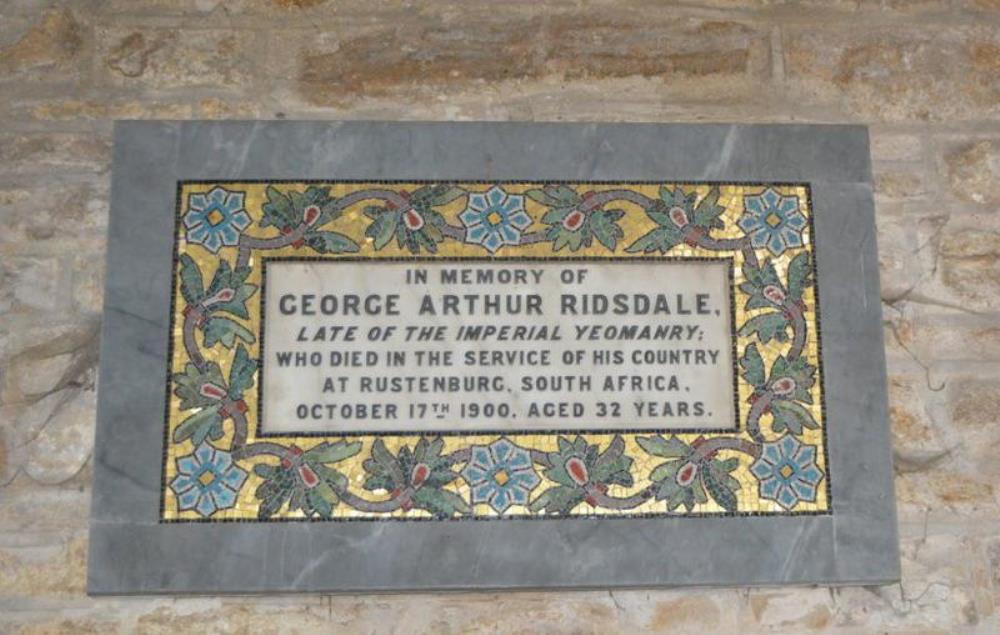 IN MEMORY OF
GEORGE ARTHUR RIDSDALE,
LATE OF THE IMPERIAL YEOMANRY;
WHO DIED IN THE SERVICE OF HIS COUNTRY
AT RUSTENBURG, SOUTH AFRICA,
OCTOBER 17TH 1900, AGED 32 YEARS.